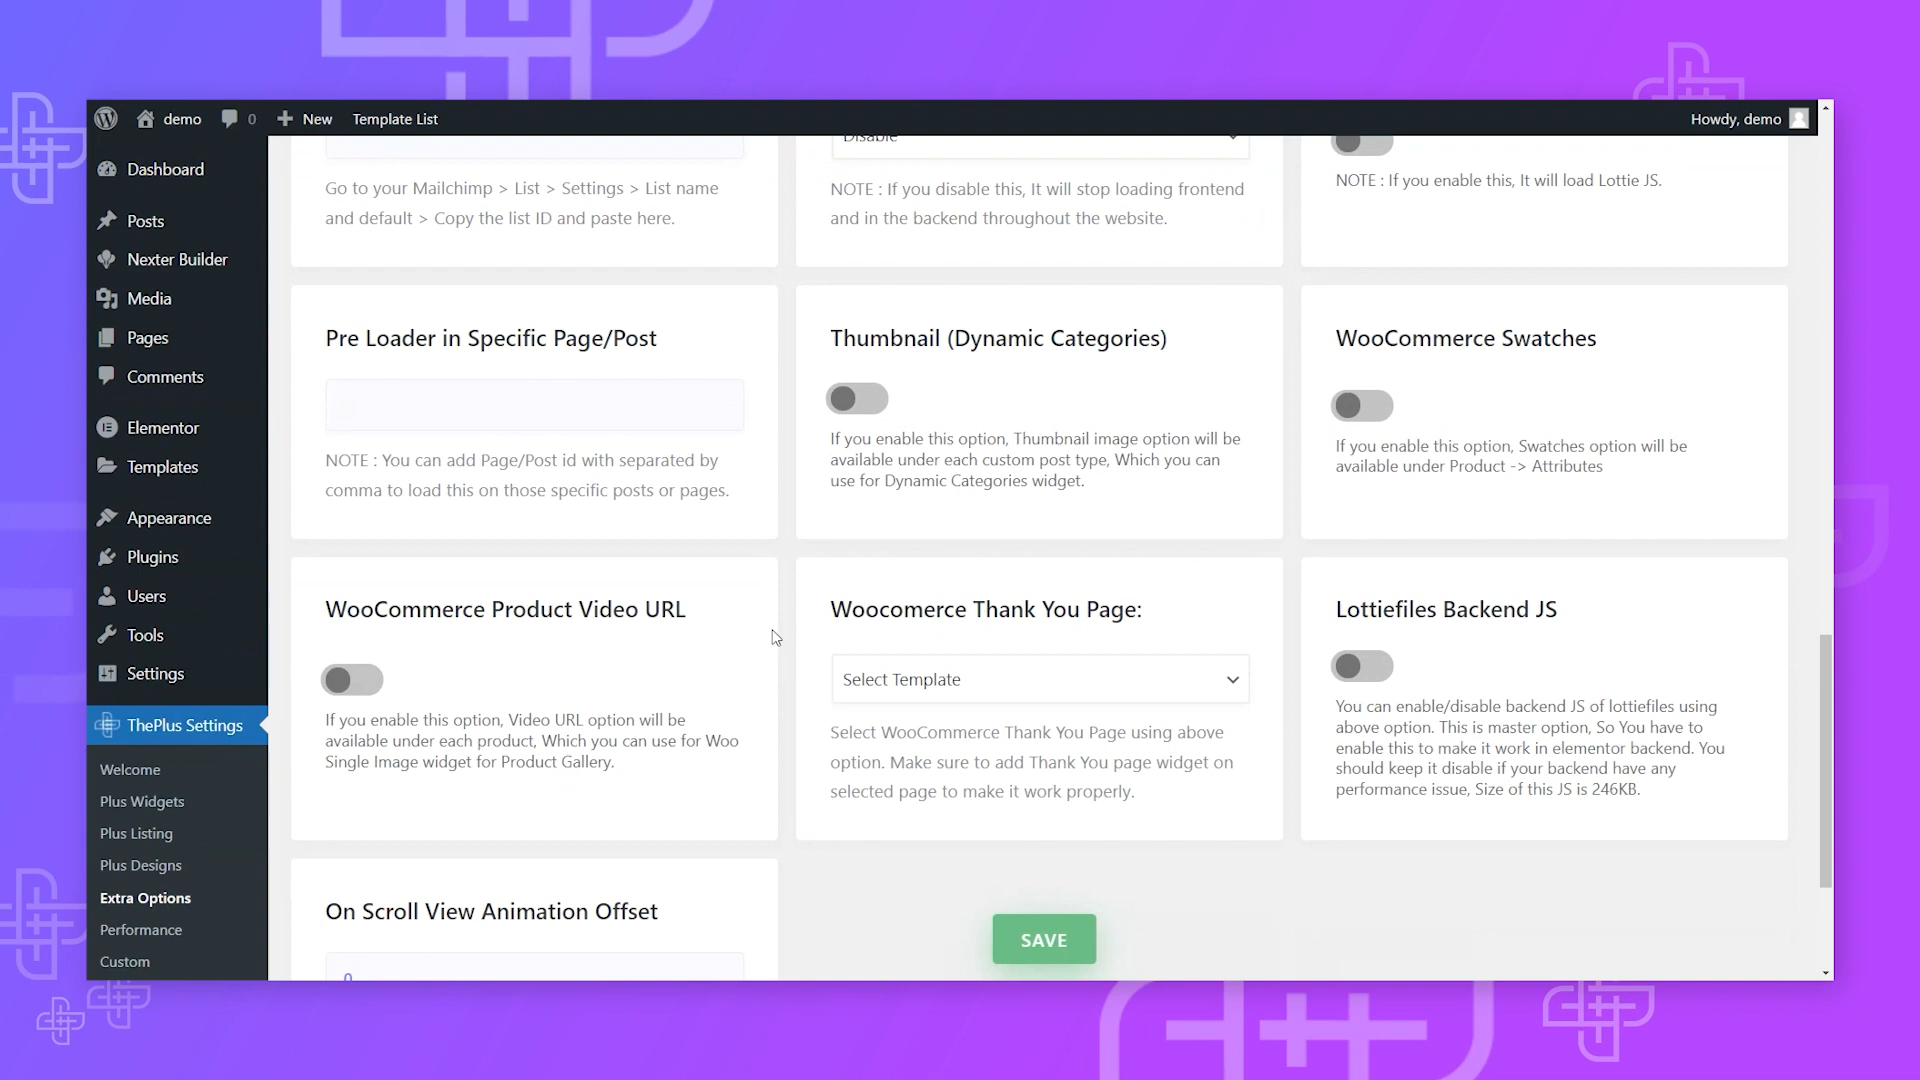 demo
0
New
Template List
Howdy, demo
Dashboard
Posts
Nexter Builder
Media
Pages
Comments
Elementor
Templates
Appearance
Plugins
Users
Tools
Settings
ThePlus Settings
Welcome
Plus Widgets
Plus Listing
Plus Designs
Extra Options
Performance
Custom
Go to your Mailchimp > List > Settings > List name
and default > Copy the list ID and paste here.
Disable
NOTE : If you disable this, It will stop loading frontend
and in the backend throughout the website.
NOTE : If you enable this, It will load Lottie JS.
Pre Loader in Specific Page/Post
NOTE : You can add Page/Post id with separated by
comma to load this on those specific posts or pages.
Thumbnail (Dynamic Categories)
If you enable this option, Thumbnail image option will be
available under each custom post type, Which you can
use for Dynamic Categories widget.
WooCommerce Swatches
If you enable this option, Swatches option will be
available under Product -> Attributes
WooCommerce Product Video URL
If you enable this option, Video URL option will be
available under each product, Which you can use for Woo
Single Image widget for Product Gallery.
Woocomerce Thank You Page:
Select Template
Select WooCommerce Thank You Page using above
option. Make sure to add Thank You page widget on
selected page to make it work properly.
Lottiefiles Backend JS
You can enable/disable backend JS of lottiefiles using
above option. This is master option, So You have to
enable this to make it work in elementor backend. You
should keep it disable if your backend have any
performance issue, Size of this JS is 246KB.
On Scroll View Animation Offset
0
SAVE